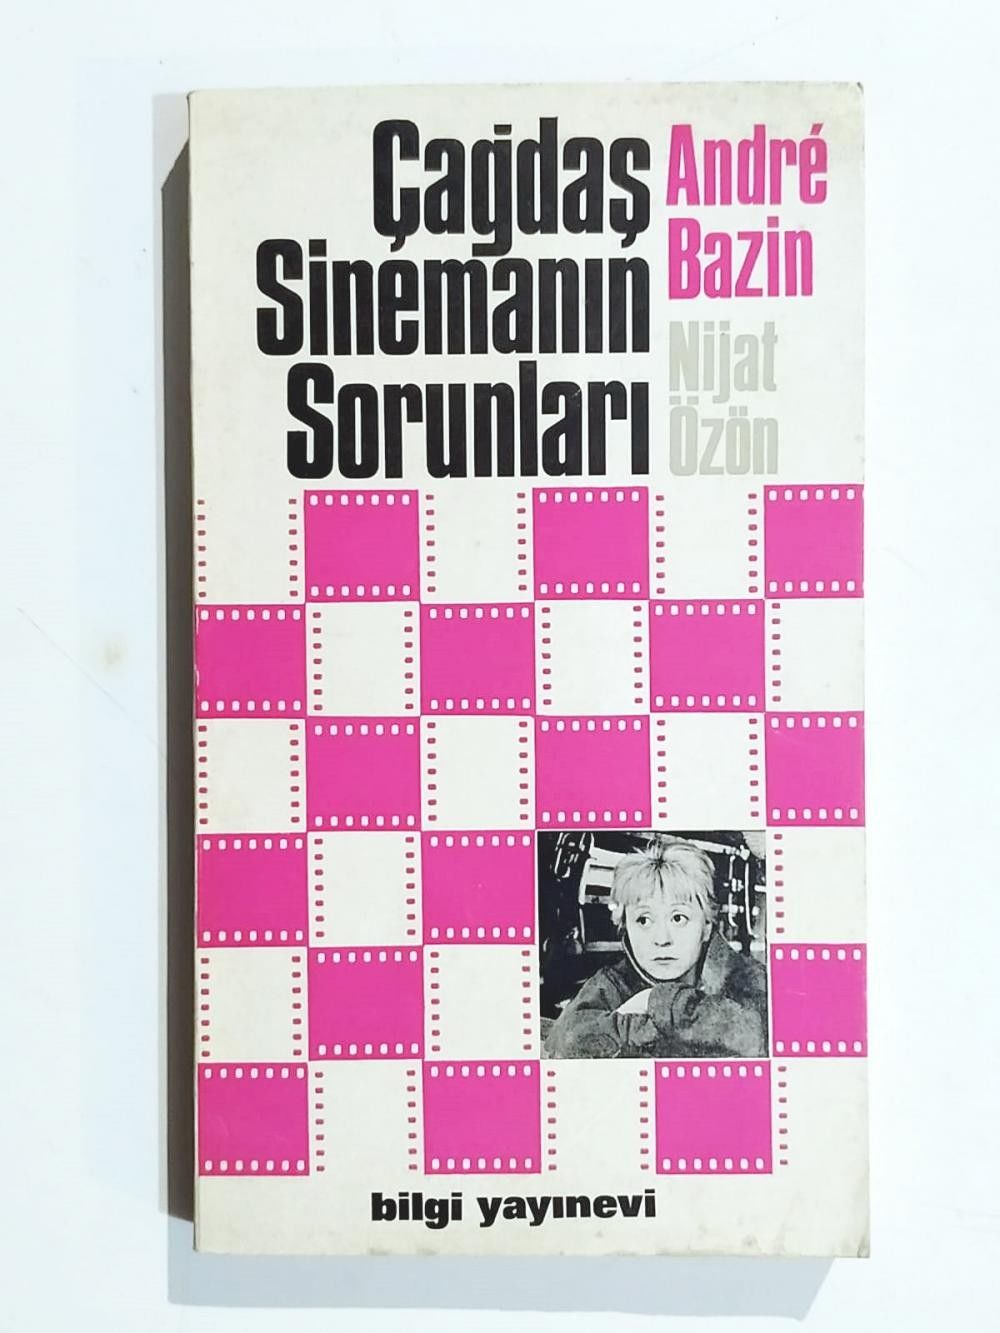 Çağdaş
Sinemanın
Sorunları
André
Bazin
Nijat
Özön
bilgi yayınevi